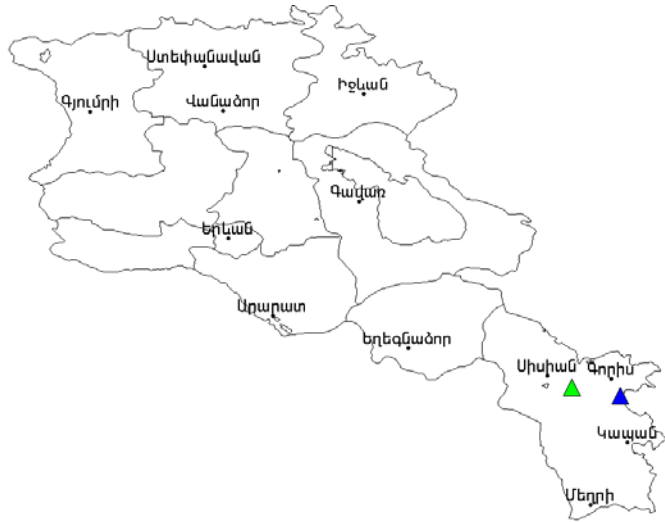 Ստեփանավան
Իջևան
Գյումրի
Վանաձոր
Գավառ
Երևան
Արարատ
Եղեգնաձոր
Սիսիան
Գորիս
Կապան
Մեղրի